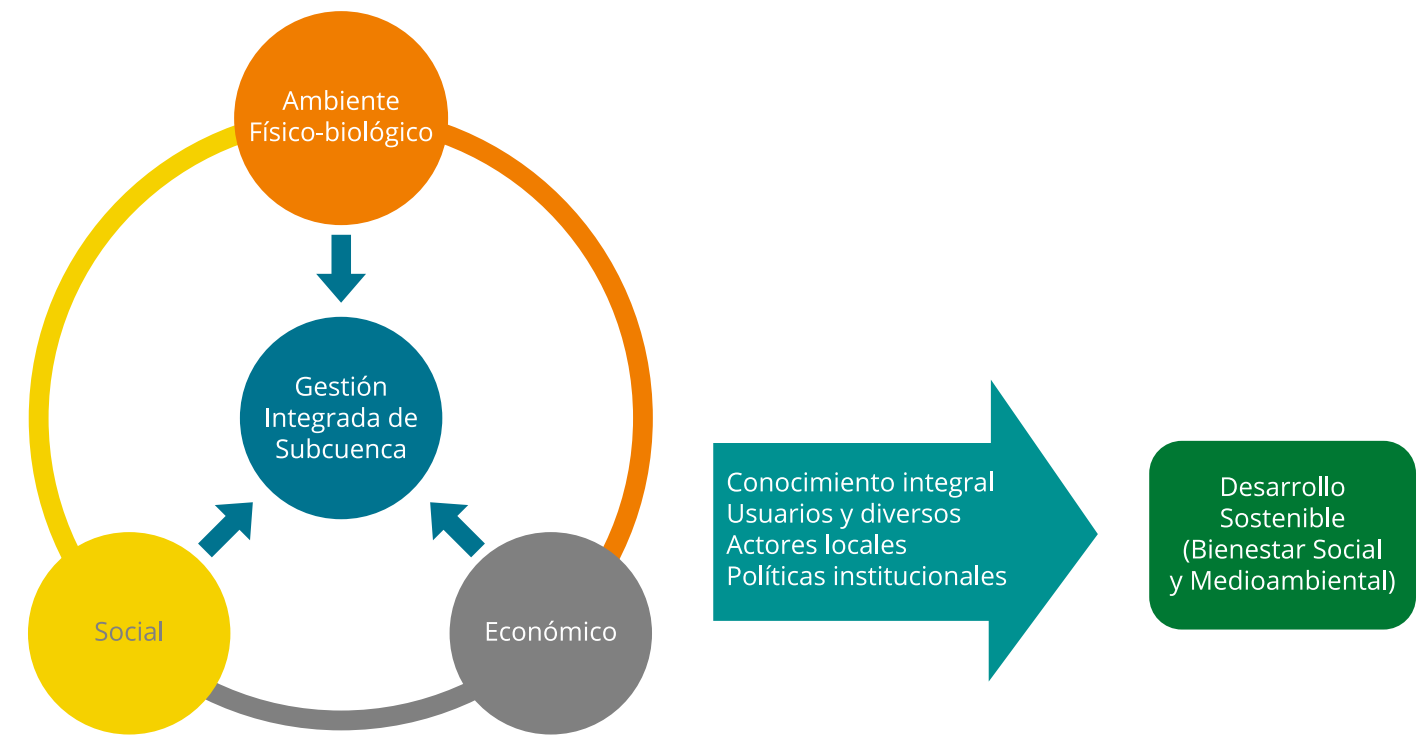 Ambiente
Físico-biológico
Gestión
Integrada de
Subcuenca
Social
Económico
Conocimiento integral
Usuarios y diversos
Actores locales
Políticas institucionales
Desarrollo
Sostenible
(Bienestar Social
y Medioambiental)